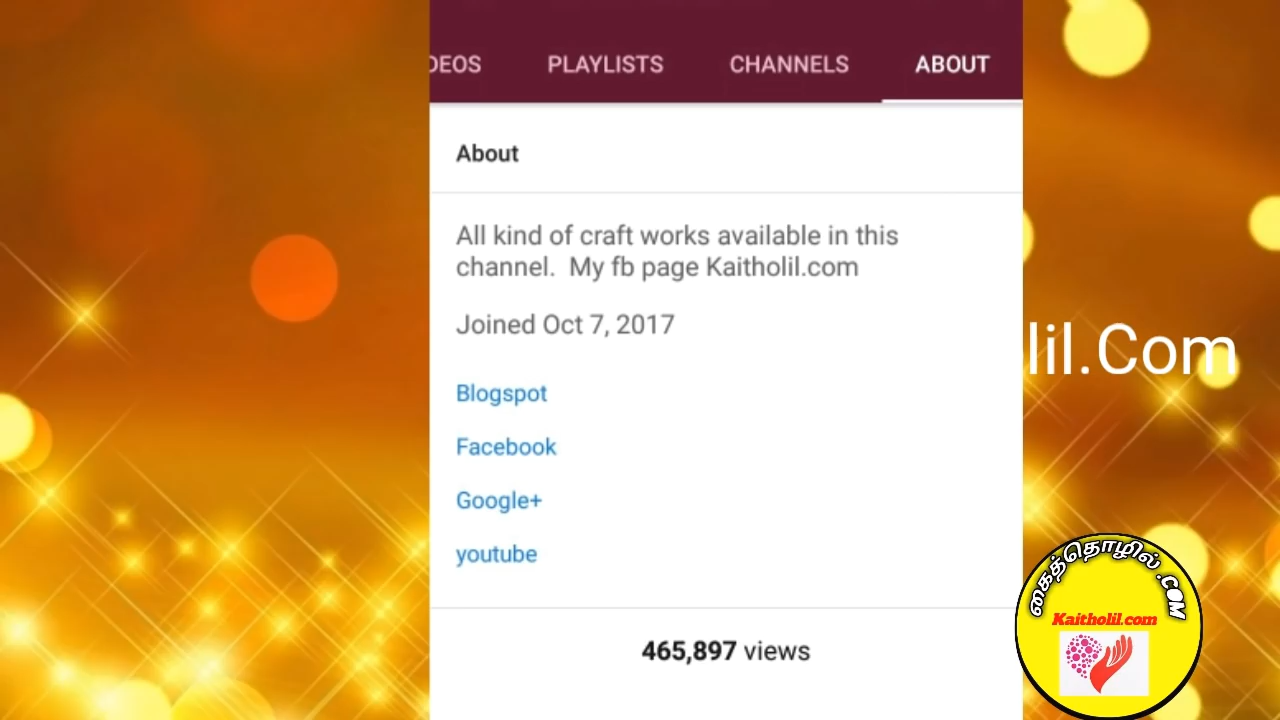 DEOS PLAYLISTS CHANNELS ABOUT
About
All kind of craft works available in this
channel.  My fb page Kaitholil.com
Joined Oct 7, 2017
lil.Com
Blogspot
Facebook
Google+
youtube
465,897 views
கைத்தொழில்.COM
Kaitholil.com